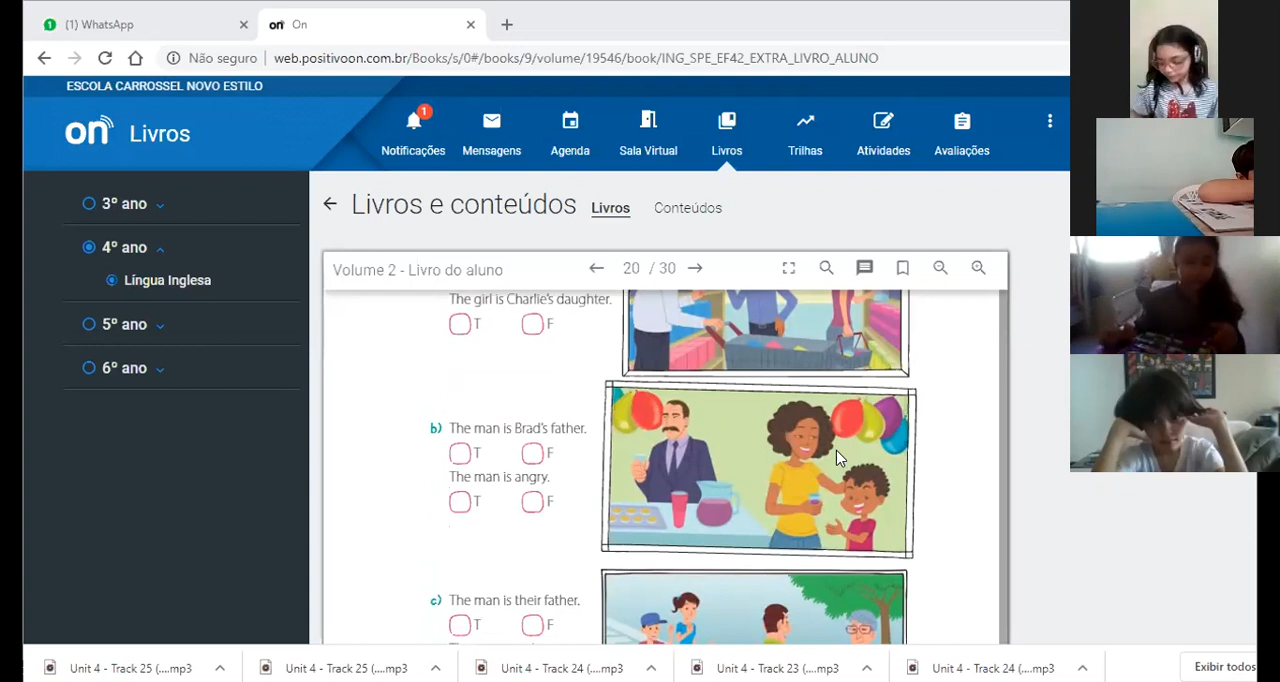 (1) WhatsApp
On
Não seguro
web.positivoon.com.br/Books/s/0#/books/9/volume/19546/book/ING_SPE_EF42_EXTRA_LIVRO_ALUNO
ESCOLA CARROSSEL NOVO ESTILO
on Livros
1
Notificações Mensagens Agenda Sala Virtual Livros Trilhas Atividades Avaliações
3º ano
4º ano
Língua Inglesa
5º ano
6º ano
Livros e conteúdos Livros Conteúdos
Volume 2 - Livro do aluno 20 / 30
The girl is Charlie's daughter.
T F
b) The man is Brad's father.
T F
The man is angry.
T F
c) The man is their father.
T F
Unit 4 - Track 25 (....mp3 Unit 4 - Track 25 (....mp3 Unit 4 - Track 24 (....mp3 Unit 4 - Track 23 (....mp3 Unit 4 - Track 24 (....mp3 Exibir todos